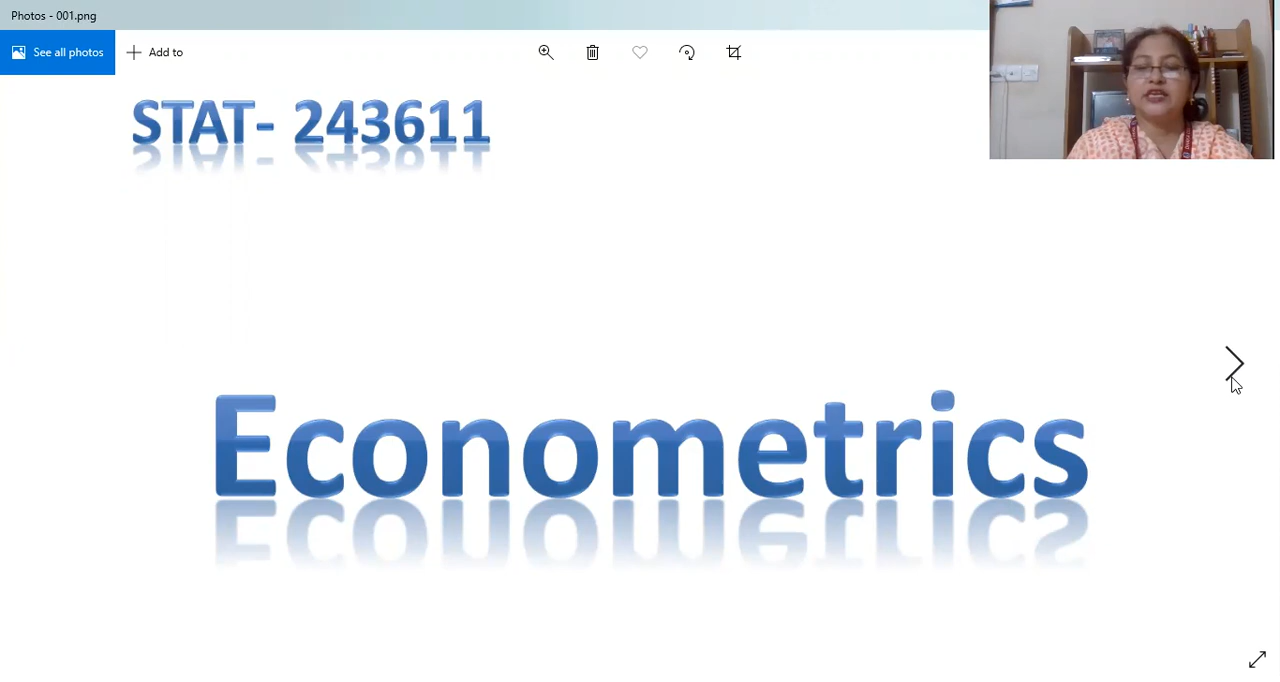 Photos - 001.png
See all photos
Add to
STAT- 243611
Econometrics